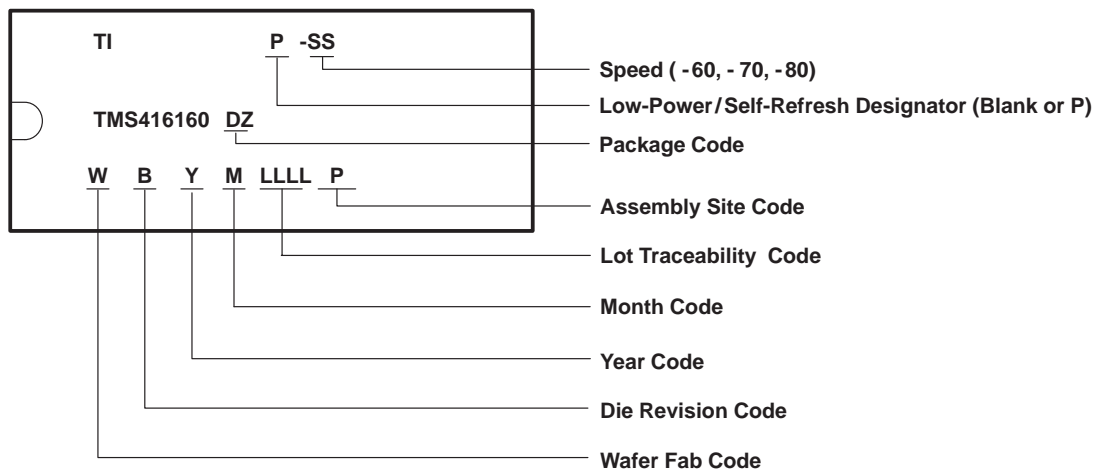 TI P -SS
Speed ( -60, - 70, -80)
Low-Power/Self-Refresh Designator (Blank or P)
TMS416160 DZ
Package Code
W B Y M LLLL P
Assembly Site Code
Lot Traceability Code
Month Code
Year Code
Die Revision Code
Wafer Fab Code